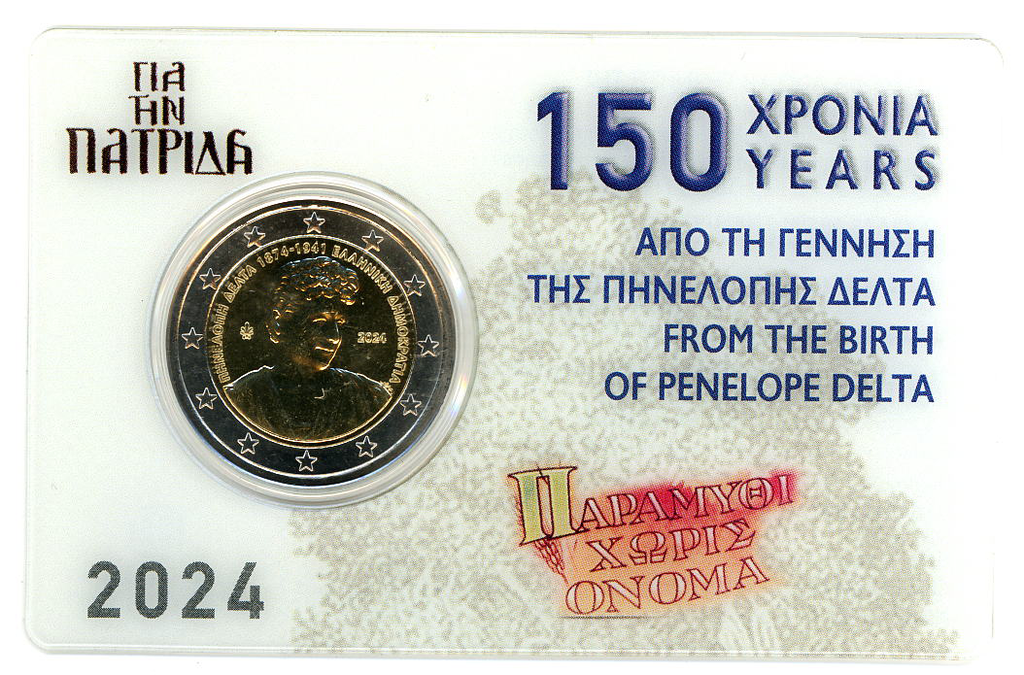 ΓΙΑ
ΤΗΝ
ΠΑΤΡΙΔΑ
150 ΧΡΟΝΙΑ
YEARS
ΑΠΟ ΤΗ ΓΕΝΝΗΣΗ
ΤΗΣ ΠΗΝΕΛΟΠΗΣ ΔΕΛΤΑ
FROM THE BIRTH
OF PENELOPE DELTA
ΠΗΝΕΛΟΠΗ ΔΕΛΤΑ 1874-1941 ΕΛΛΗΝΙΚΗ ΔΗΜΟΚΡΑΤΙΑ
2024
ΠΑΡΑΜΥΘΙ
ΧΩΡΙΣ
ΟΝΟΜΑ
2024